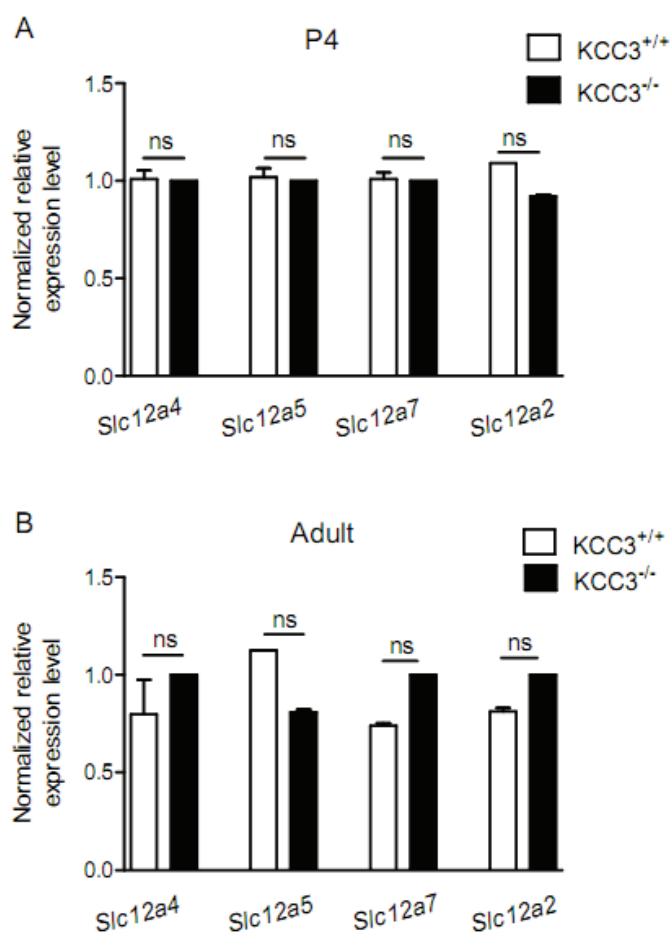 A
P4
KCC3+/+
KCC3-/-
Normalized relative
expression level
1.5
1.0
0.5
0.0
ns
ns
ns
ns
Slc12a4
Slc12a5
Slc12a7
Slc12a2
B
Adult
KCC3+/+
KCC3-/-
Normalized relative
expression level
1.5
1.0
0.5
0.0
ns
ns
ns
ns
Slc12a4
Slc12a5
Slc12a7
Slc12a2